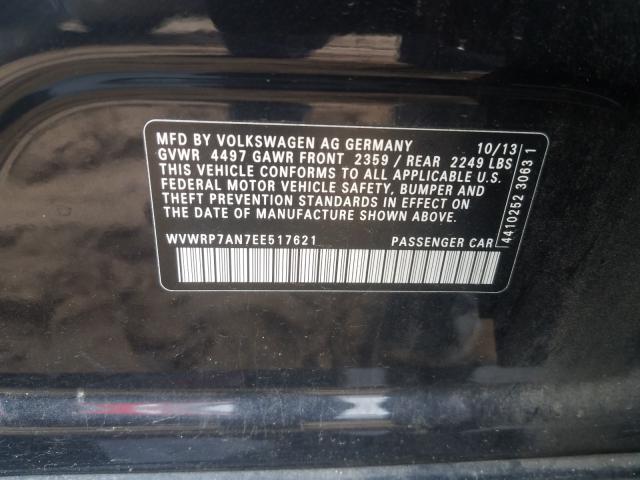 MFD BY VOLKSWAGEN AG GERMANY 10/13
GVWR 4497 GAWR FRONT 2359 / REAR 2249 LBS
THIS VEHICLE CONFORMS TO ALL APPLICABLE U.S.
FEDERAL MOTOR VEHICLE SAFETY, BUMPER AND
THEFT PREVENTION STANDARDS IN EFFECT ON
THE DATE OF MANUFACTURE SHOWN ABOVE.
WVWRP7AN7EE517621 PASSENGER CAR
4410252 3063 1